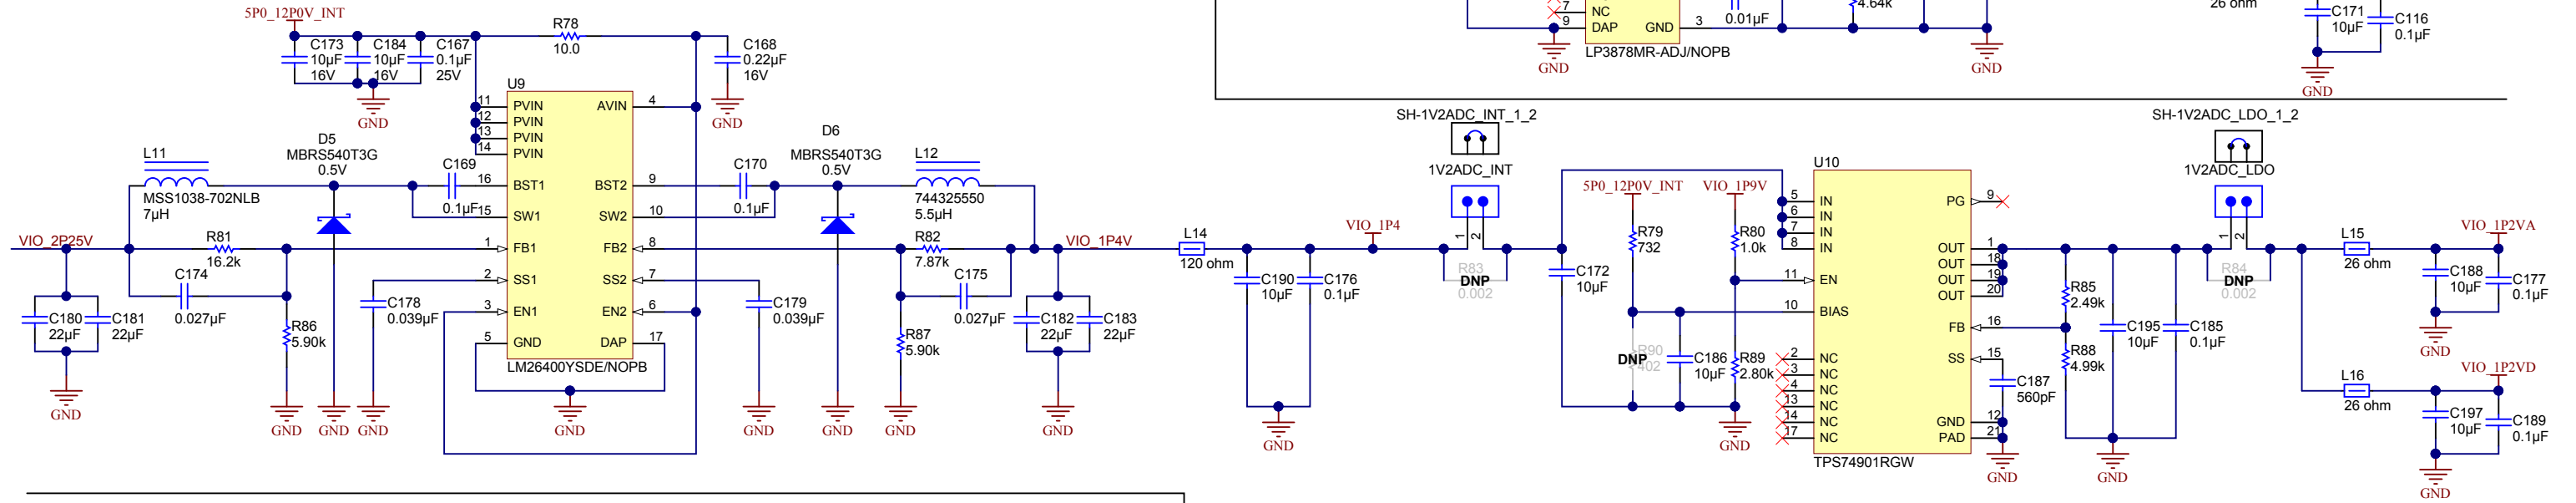 5P0_12P0V_INT
C173
10µF
16V
C184
10µF
16V
C167
0.1µF
25V
GND
R78
10.0
C168
0.22µF
16V
GND
U9
11 PVIN
12 PVIN
13 PVIN
14 PVIN
16 BST1
15 SW1
1 FB1
2 SS1
3 EN1
5 GND
AVIN 4
BST2 9
SW2 10
FB2 8
SS2 7
EN2 6
DAP 17
LM26400YSDE/NOPB
GND
L11
MSS1038-702NLB
7µH
D5
MBRS540T3G
0.5V
C169
0.1µF
VIO_2P25V
R81
16.2k
C174
0.027µF
C180
22µF
C181
22µF
GND
R86
5.90k
GND
GND
C178
0.039µF
GND
C170
0.1µF
D6
MBRS540T3G
0.5V
L12
744325550
5.5µH
R82
7.87k
C175
0.027µF
C179
0.039µF
GND
GND
R87
5.90k
GND
C182
22µF
C183
22µF
GND
VIO_1P4V
L14
120 ohm
C190
10µF
C176
0.1µF
GND
VIO_1P4
7 NC
9 DAP
GND 3
LP3878MR-ADJ/NOPB
GND
0.01µF
4.64k
GND
26 ohm
C171
10µF
C116
0.1µF
GND
SH-1V2ADC_INT_1_2
1V2ADC_INT
1
2
R83
DNP
0.002
C172
10µF
5P0_12P0V_INT
R79
732
VIO_1P9V
R80
1.0k
R90
DNP
402
C186
10µF
R89
2.80k
GND
U10
5 IN
6 IN
7 IN
8 IN
11 EN
10 BIAS
2 NC
3 NC
4 NC
13 NC
14 NC
17 NC
PG 9
OUT 1
OUT 18
OUT 19
OUT 20
FB 16
SS 15
GND 12
PAD 21
TPS74901RGW
C187
560pF
GND
R85
2.49k
R88
4.99k
C195
10µF
C185
0.1µF
GND
SH-1V2ADC_LDO_1_2
1V2ADC_LDO
1
2
R84
DNP
0.002
L15
26 ohm
VIO_1P2VA
C188
10µF
C177
0.1µF
GND
L16
26 ohm
VIO_1P2VD
C197
10µF
C189
0.1µF
GND